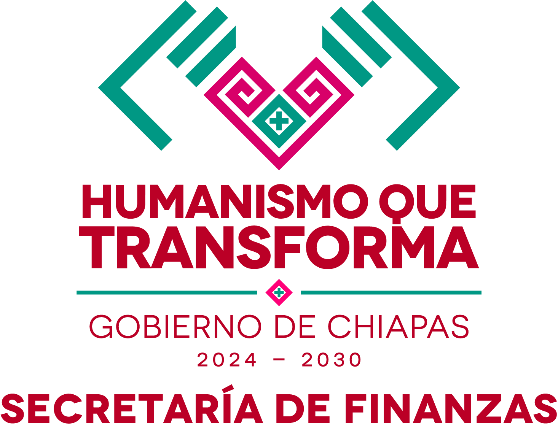 HUMANISMO QUE
TRANSFORMA
GOBIERNO DE CHIAPAS
2024 – 2030
SECRETARÍA DE FINANZAS